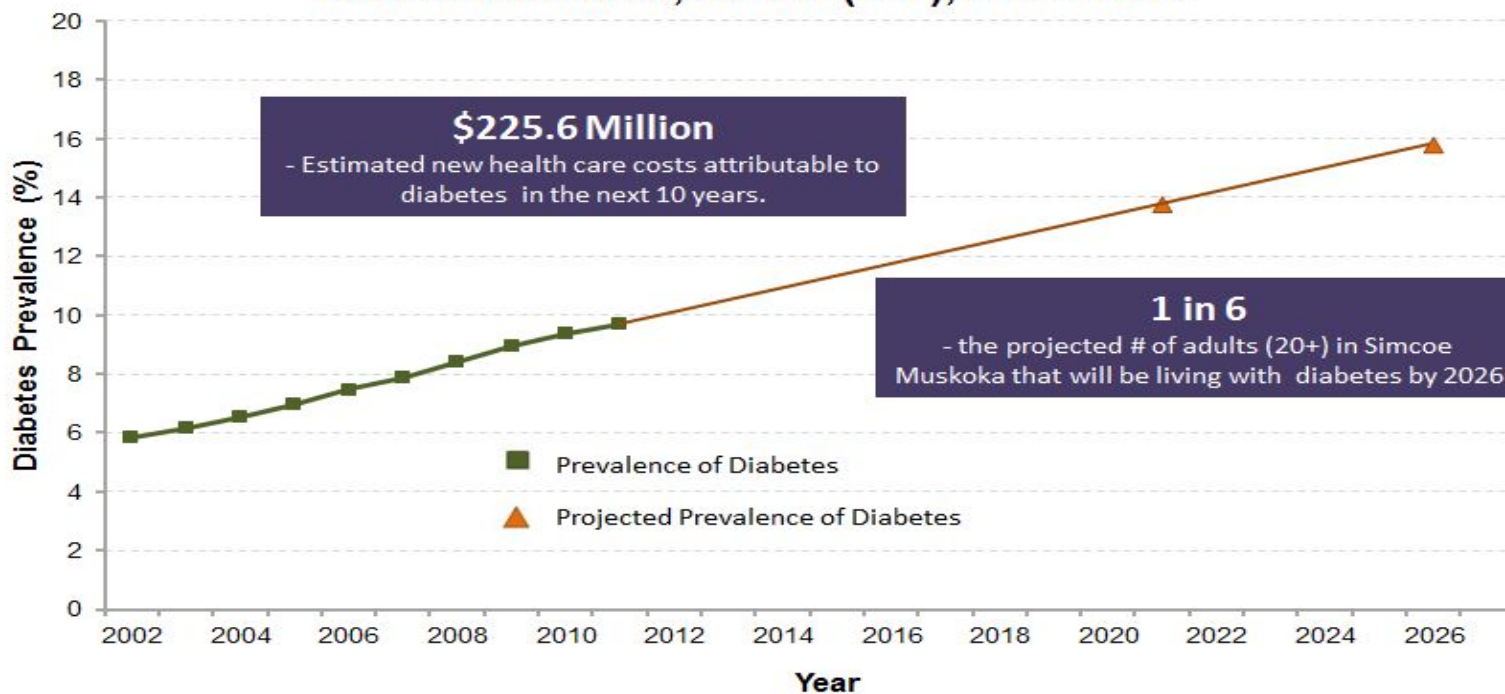 20
18
16
14
12
10
8
6
4
2
0
Diabetes Prevalence (%)
$225.6 Million
- Estimated new health care costs attributable to
diabetes in the next 10 years.
1 in 6
- the projected # of adults (20+) in Simcoe
Muskoka that will be living with diabetes by 2026
Prevalence of Diabetes
Projected Prevalence of Diabetes
2002 2004 2006 2008 2010 2012 2014 2016 2018 2020 2022 2024 2026
Year